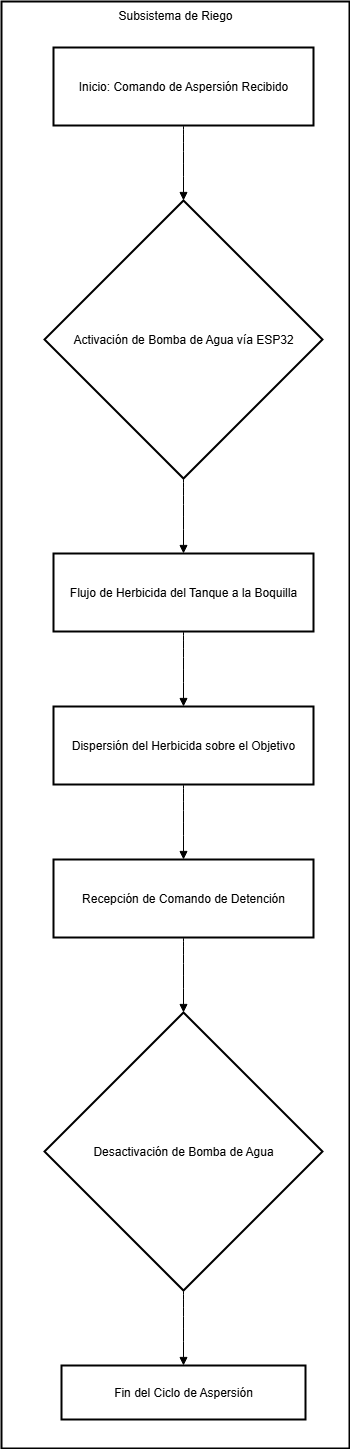 Subsistema de Riego
Inicio: Comando de Aspersión Recibido
Activación de Bomba de Agua vía ESP32
Flujo de Herbicida del Tanque a la Boquilla
Dispersión del Herbicida sobre el Objetivo
Recepción de Comando de Detención
Desactivación de Bomba de Agua
Fin del Ciclo de Aspersión